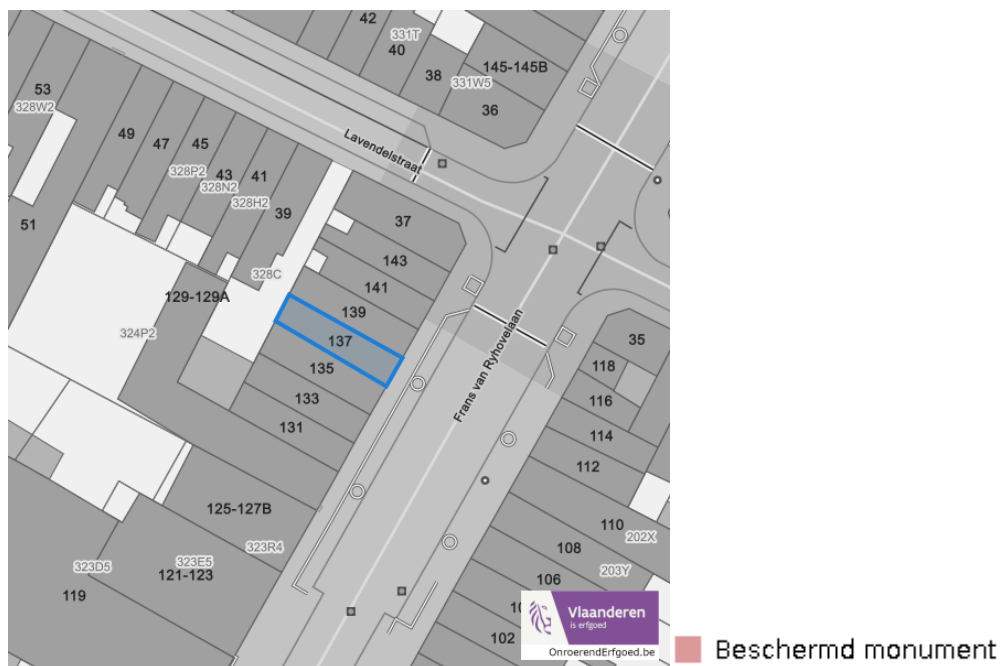 42
331T
40
38
145-145B
331W5
36
53
328W2
49
47
45
43
41
39
328P2
328N2
328H2
Lavendelstraat
51
37
143
328C
141
129-129A
139
324P2
137
135
133
131
Frans van Ryhovelaan
35
118
116
114
112
125-127B
110
202X
323R4
108
323D5
323E5
121-123
203Y
106
119
102
Vlaanderen
is erfgoed
OnroerendErfgoed.be
Beschermd monument